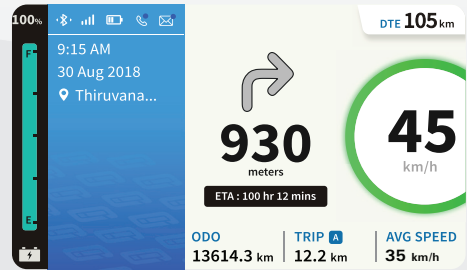 100%
F
E
9:15 AM
30 Aug 2018
Thiruvana...
DTE 105 km
930
meters
ETA : 100 hr 12 mins
45
km/h
ODO
13614.3 km
TRIP A
12.2 km
AVG SPEED
35 km/h